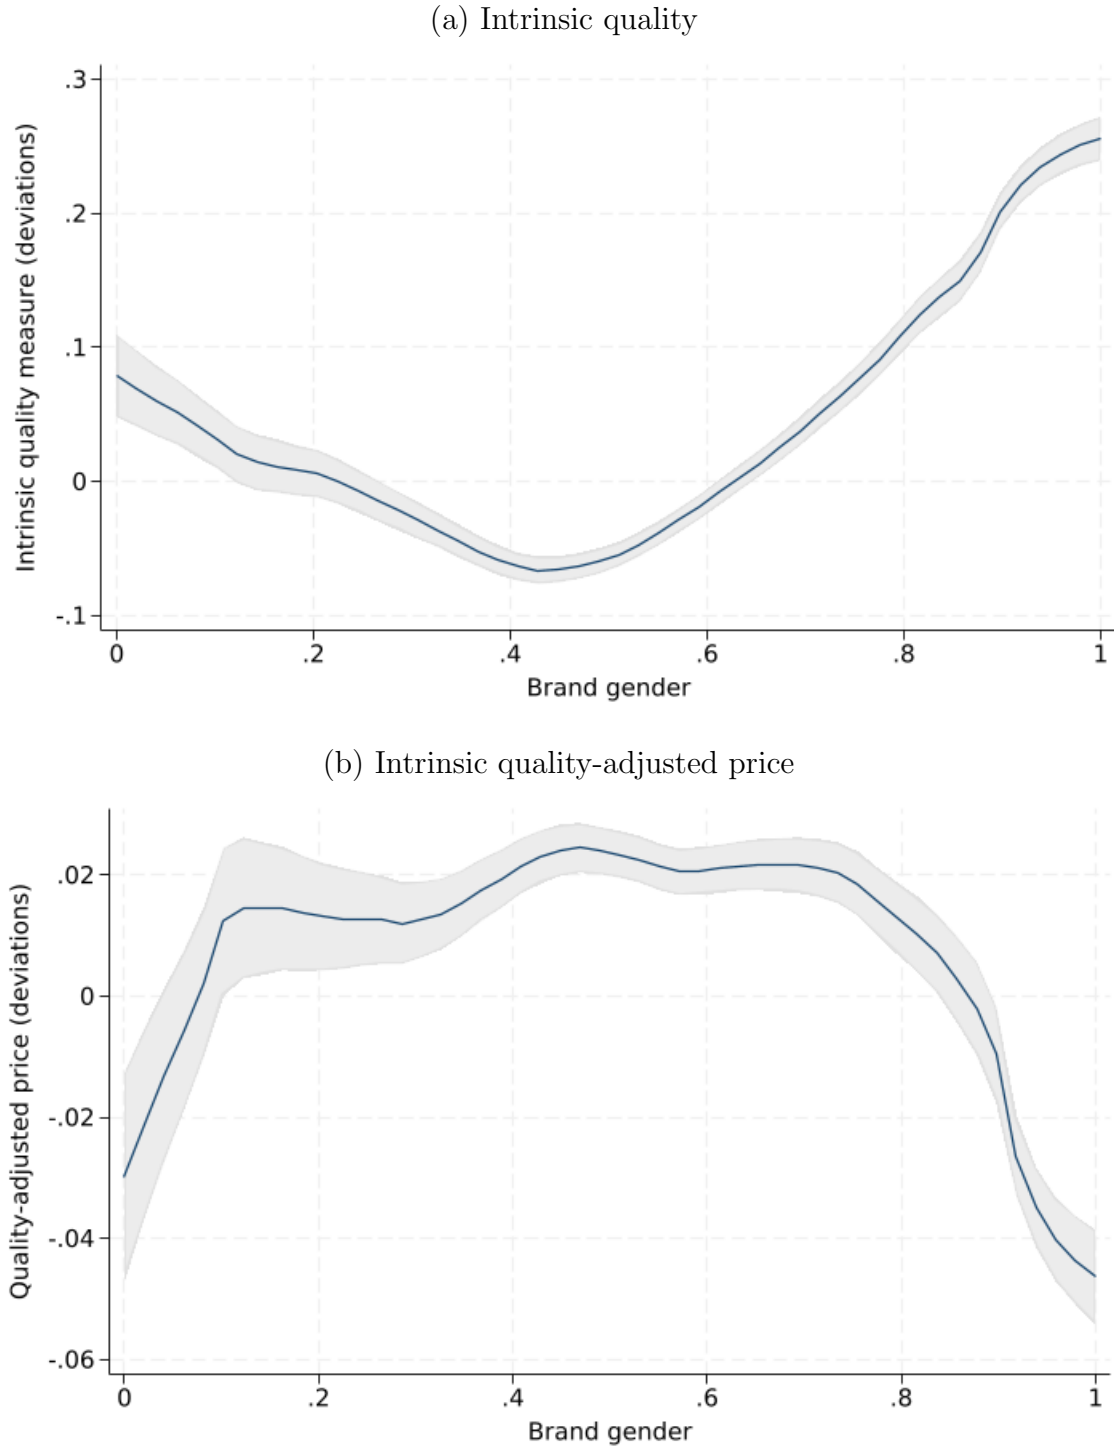 (a) Intrinsic quality
Intrinsic quality measure (deviations)
.3
.2
.1
0
-.1
0 .2 .4 .6 .8 1
Brand gender
(b) Intrinsic quality-adjusted price
Quality-adjusted price (deviations)
.02
0
-.02
-.04
-.06
0 .2 .4 .6 .8 1
Brand gender